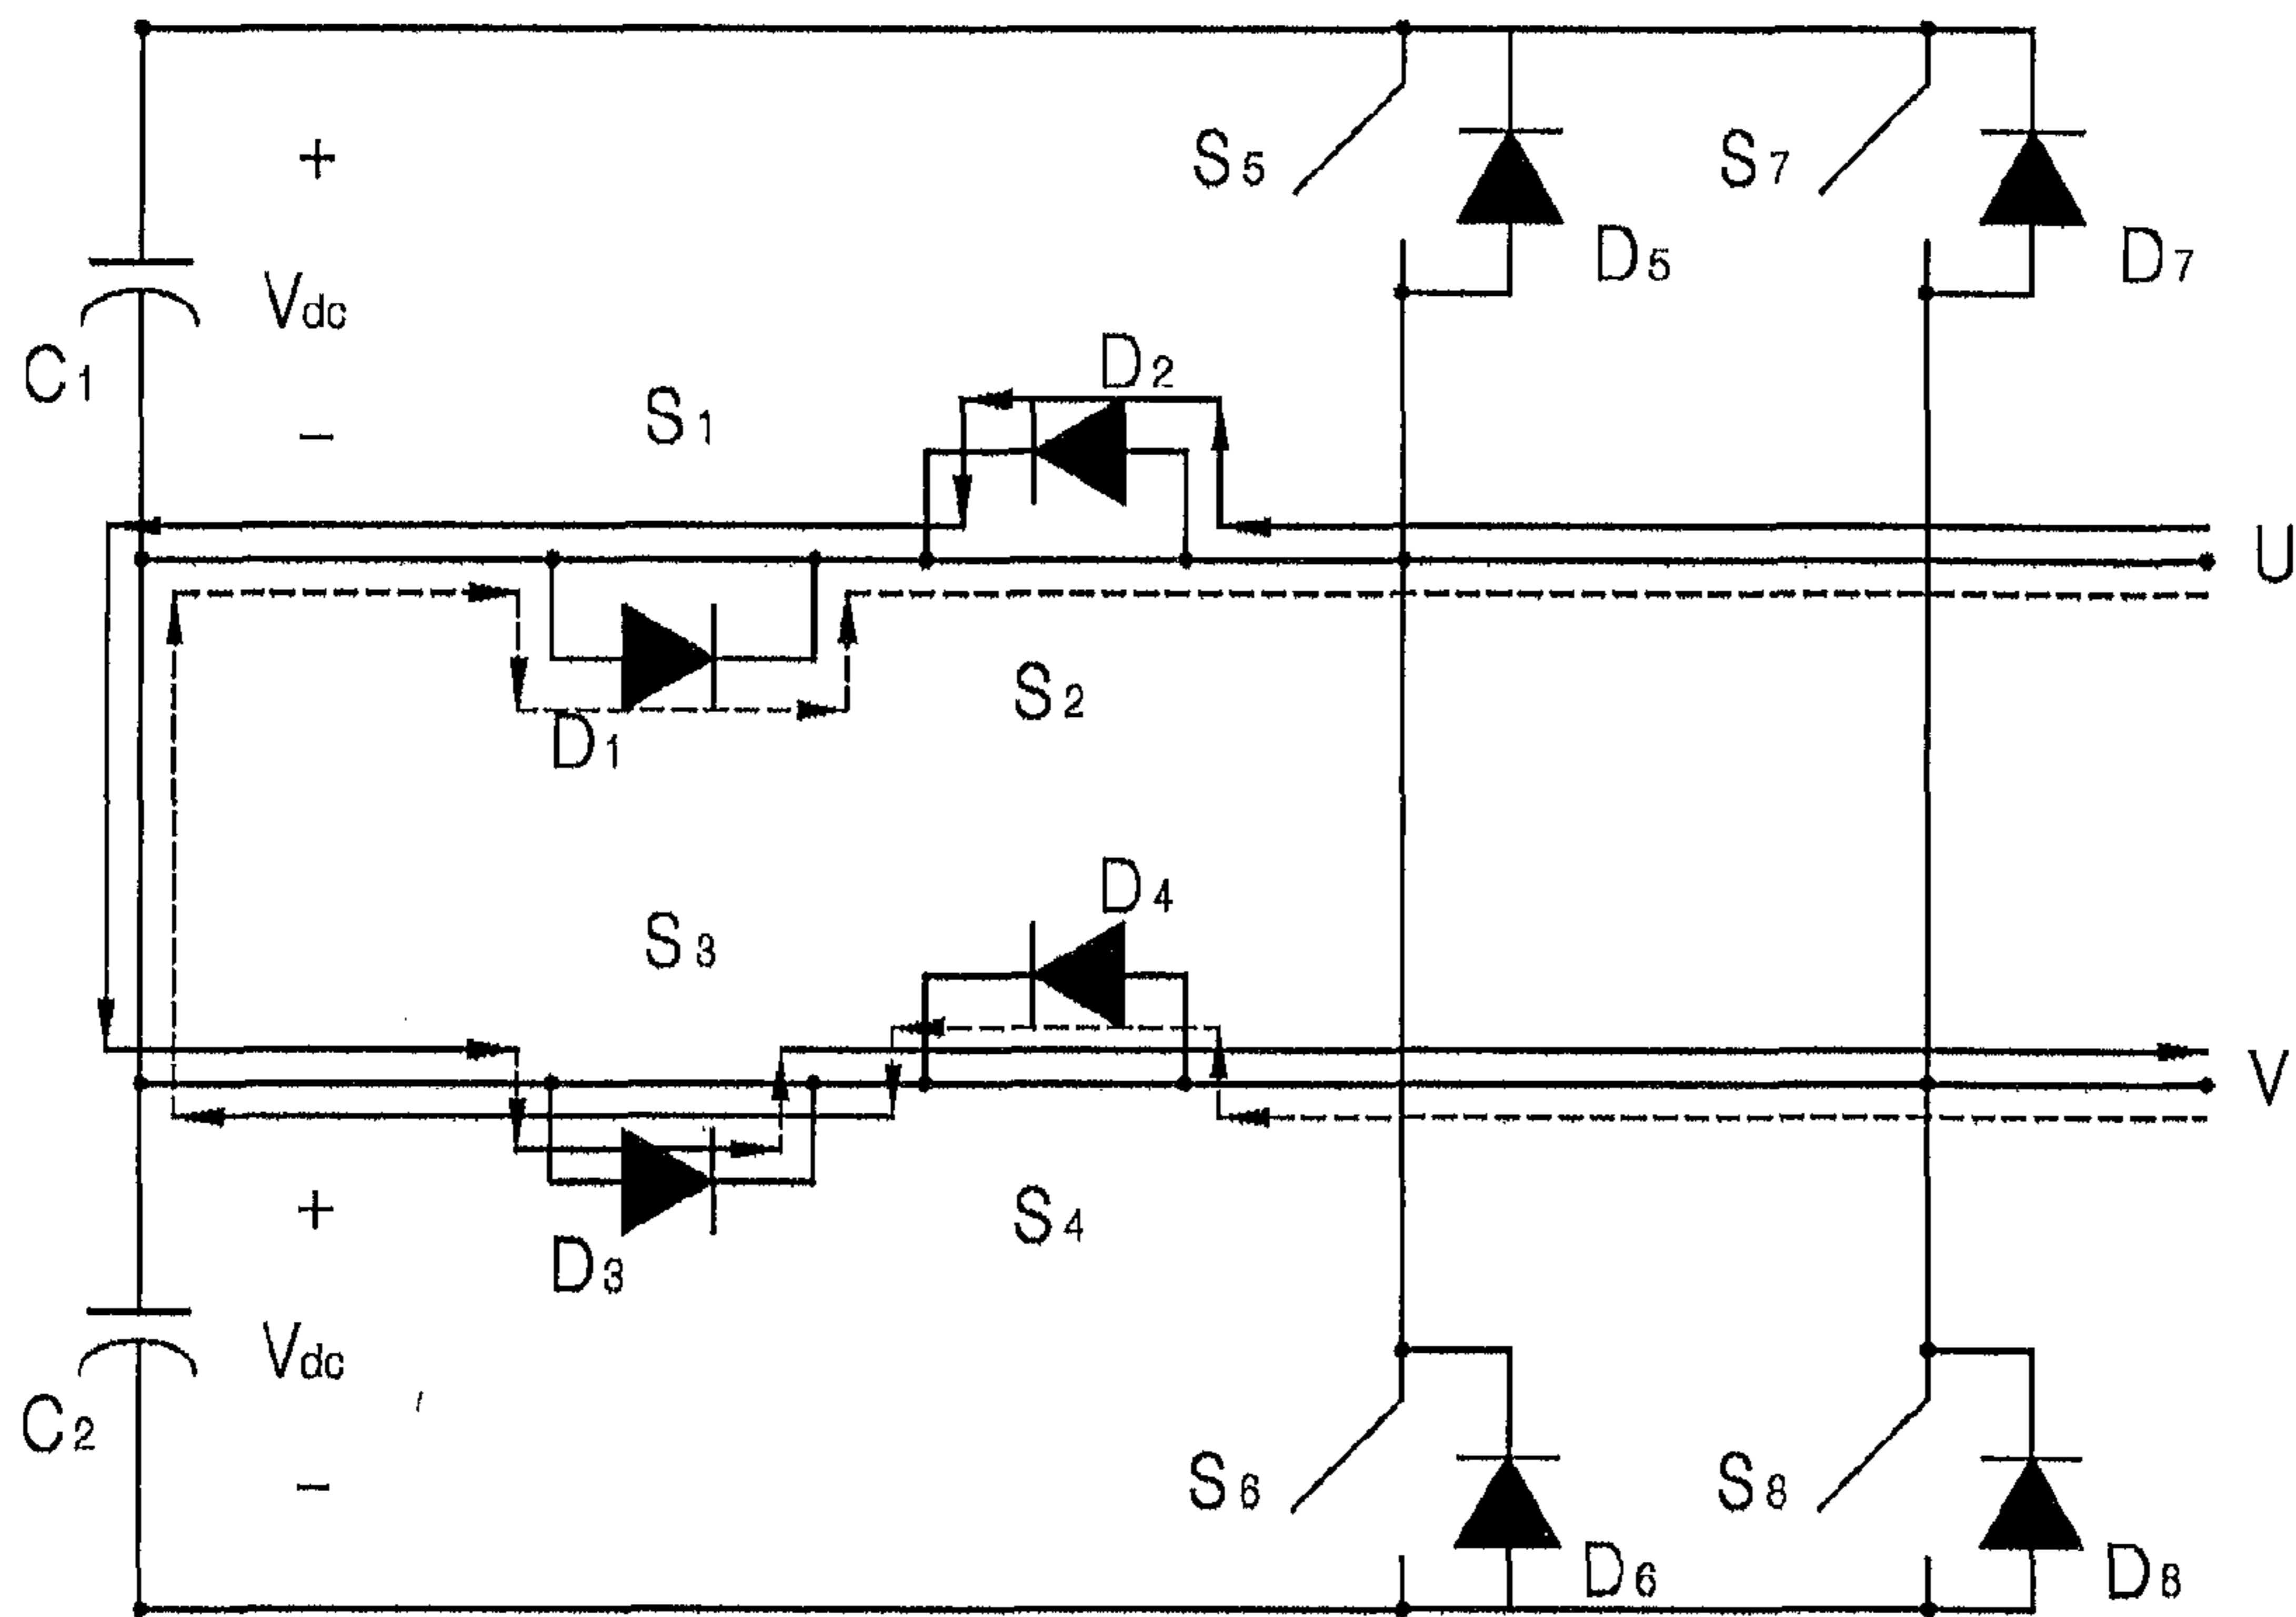 +
S5
S7
D5
D7
Vdc
C1
D2
S1
−
U
S2
D1
D4
S3
V
+
S4
D3
Vdc
C2
S6
S8
−
D6
D8